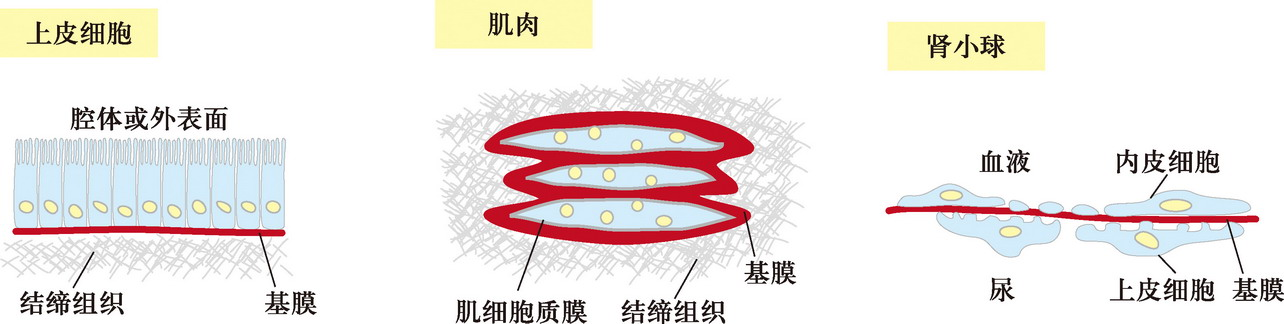 上皮细胞
腔体或外表面
结缔组织
基膜
肌肉
肌细胞质膜
结缔组织
基膜
肾小球
血液
内皮细胞
尿
上皮细胞
基膜